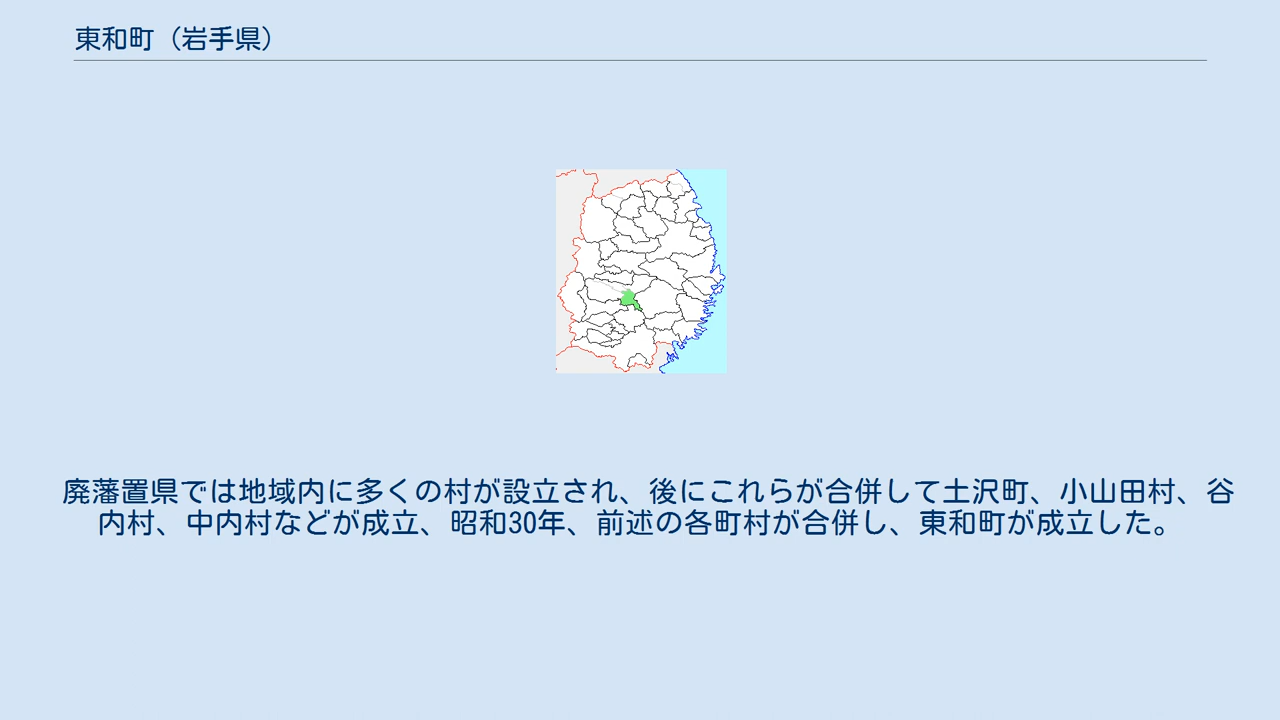 東和町（岩手県）
廃藩置県では地域内に多くの村が設立され、後にこれらが合併して土沢町、小山田村、谷
内村、中内村などが成立、昭和30年、前述の各町村が合併し、東和町が成立した。